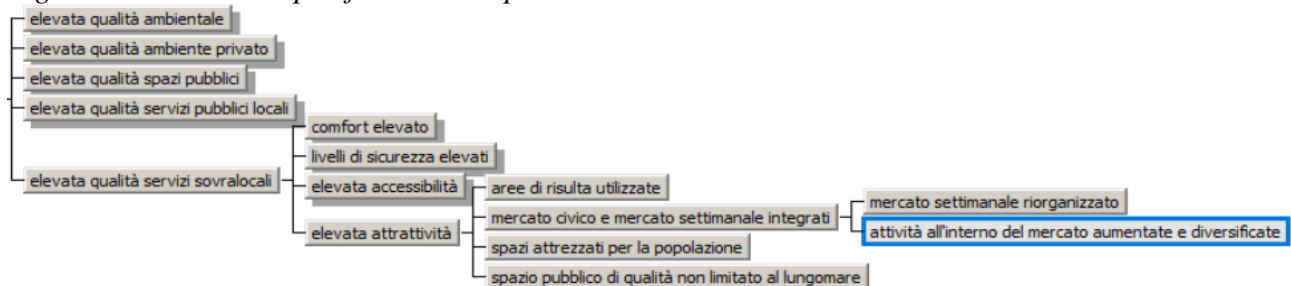 elevata qualità ambientale
elevata qualità ambiente privato
elevata qualità spazi pubblici
elevata qualità servizi pubblici locali
elevata qualità servizi sovralocali
comfort elevato
livelli di sicurezza elevati
elevata accessibilità
elevata attrattività
aree di risulta utilizzate
mercato civico e mercato settimanale integrati
spazi attrezzati per la popolazione
spazio pubblico di qualità non limitato al lungomare
mercato settimanale riorganizzato
attività all'interno del mercato aumentate e diversificate